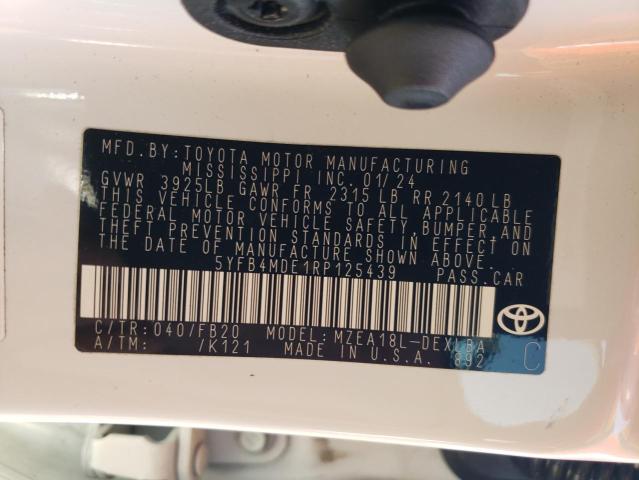 MFD.BY:TOYOTA MOTOR MANUFACTURING
MISSISSIPPI INC.01/24
GVWR 3925LB GAWR FR 2315 LB RR 2140 LB
THIS VEHICLE CONFORMS TO ALL APPLICABLE
FEDERAL MOTOR VEHICLE SAFETY,BUMPER,AND
THEFT PREVENTION STANDARDS IN EFFECT ON
THE DATE OF MANUFACTURE SHOWN ABOVE.
5YFB4MDE1RP125439 PASS.CAR
C/TR:040/FB20 MODEL:MZEA18L-DEXLBA
A/TM: /K121 MADE IN U.S.A. 892
C